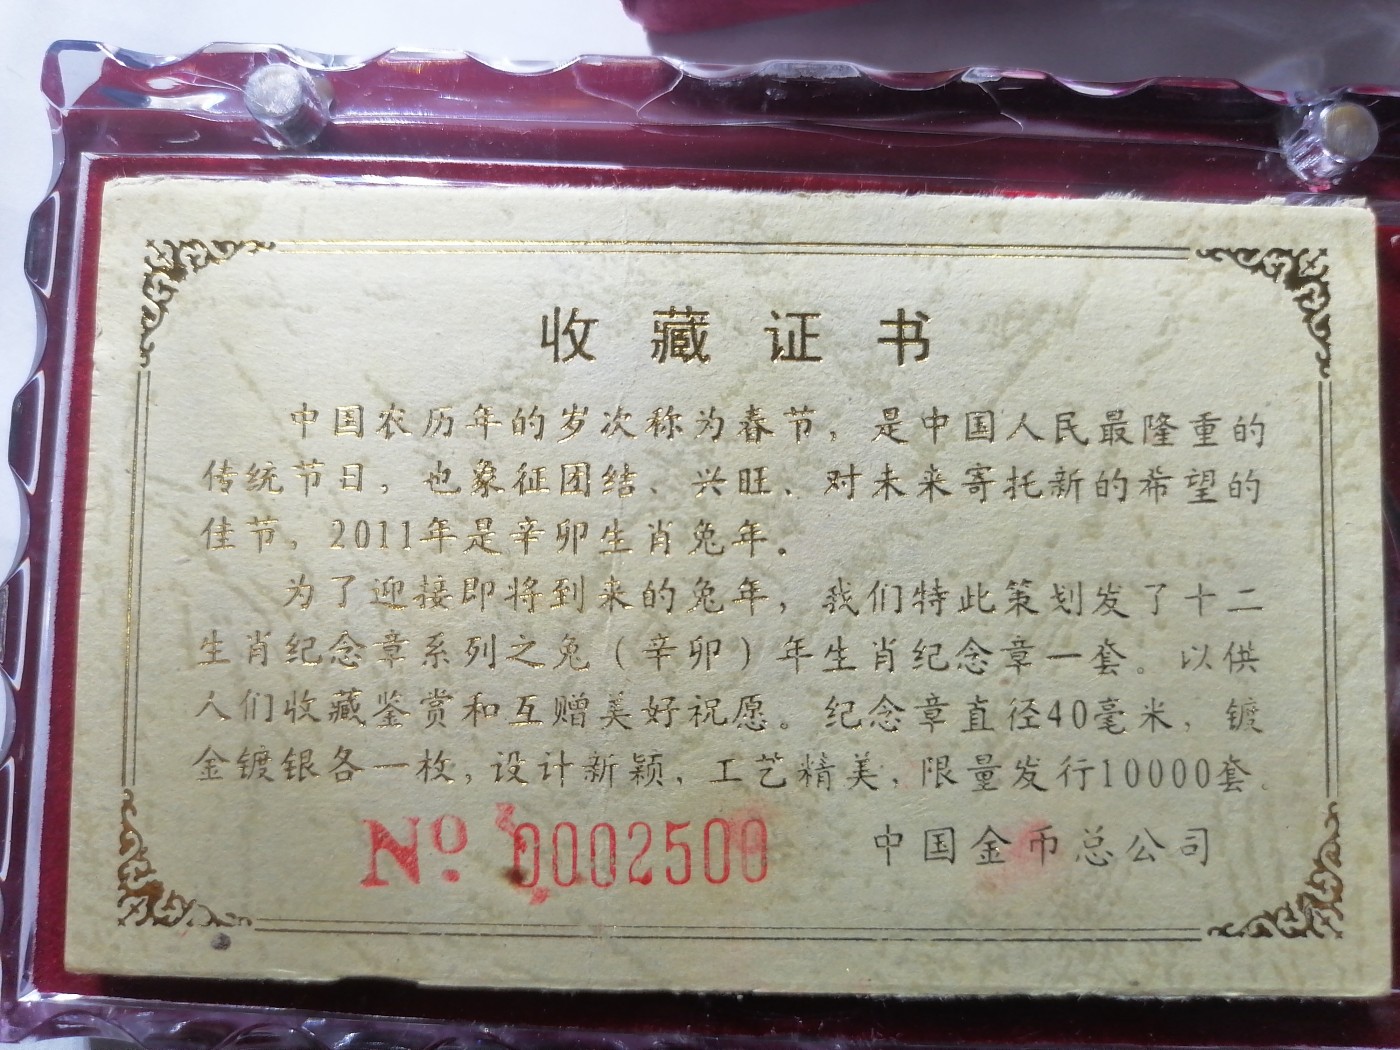 收藏证书
中国农历年的岁次称为春节，是中国人民最隆重的
传统节日，也象征团结、兴旺、对未来寄托新的希望的
佳节，2011年是辛卯生肖兔年。
为了迎接即将到来的兔年，我们特此策划发了十二
生肖纪念章系列之兔（辛卯）年生肖纪念章一套。以供
人们收藏鉴赏和互赠美好祝愿。纪念章直径40毫米，镀
金镀银各一枚，设计新颖，工艺精美，限量发行10000套。
No. 0002500
中国金币总公司